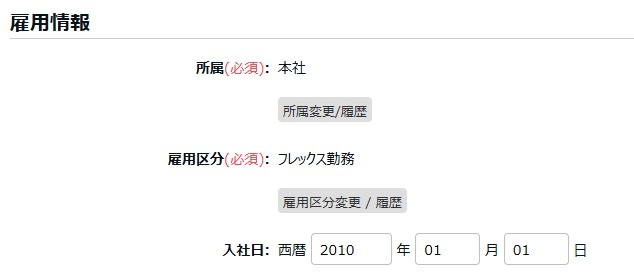 雇用情報
所属(必須): 本社
所属変更/履歴
雇用区分(必須): フレックス勤務
雇用区分変更 / 履歴
入社日: 西暦 2010 年 01 月 01 日